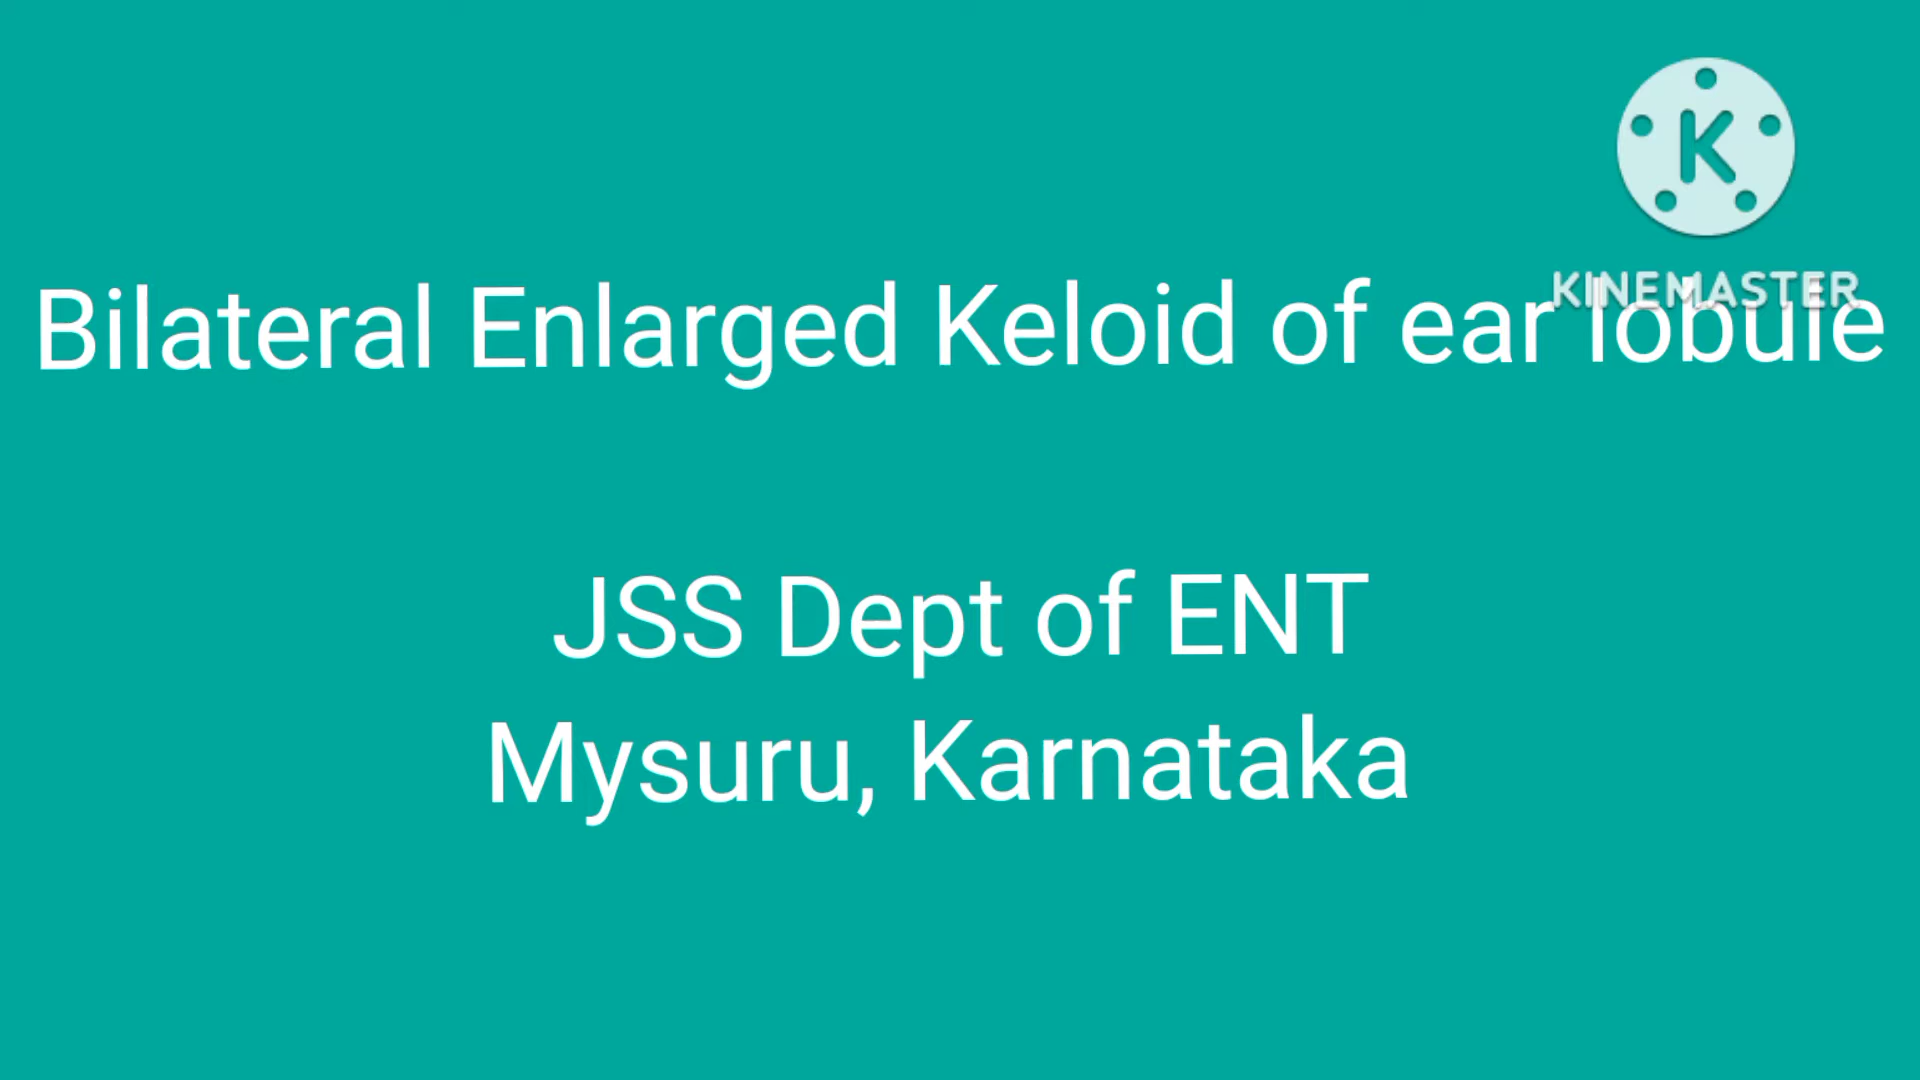 K
KINEMASTER
Bilateral Enlarged Keloid of ear lobule
JSS Dept of ENT
Mysuru, Karnataka